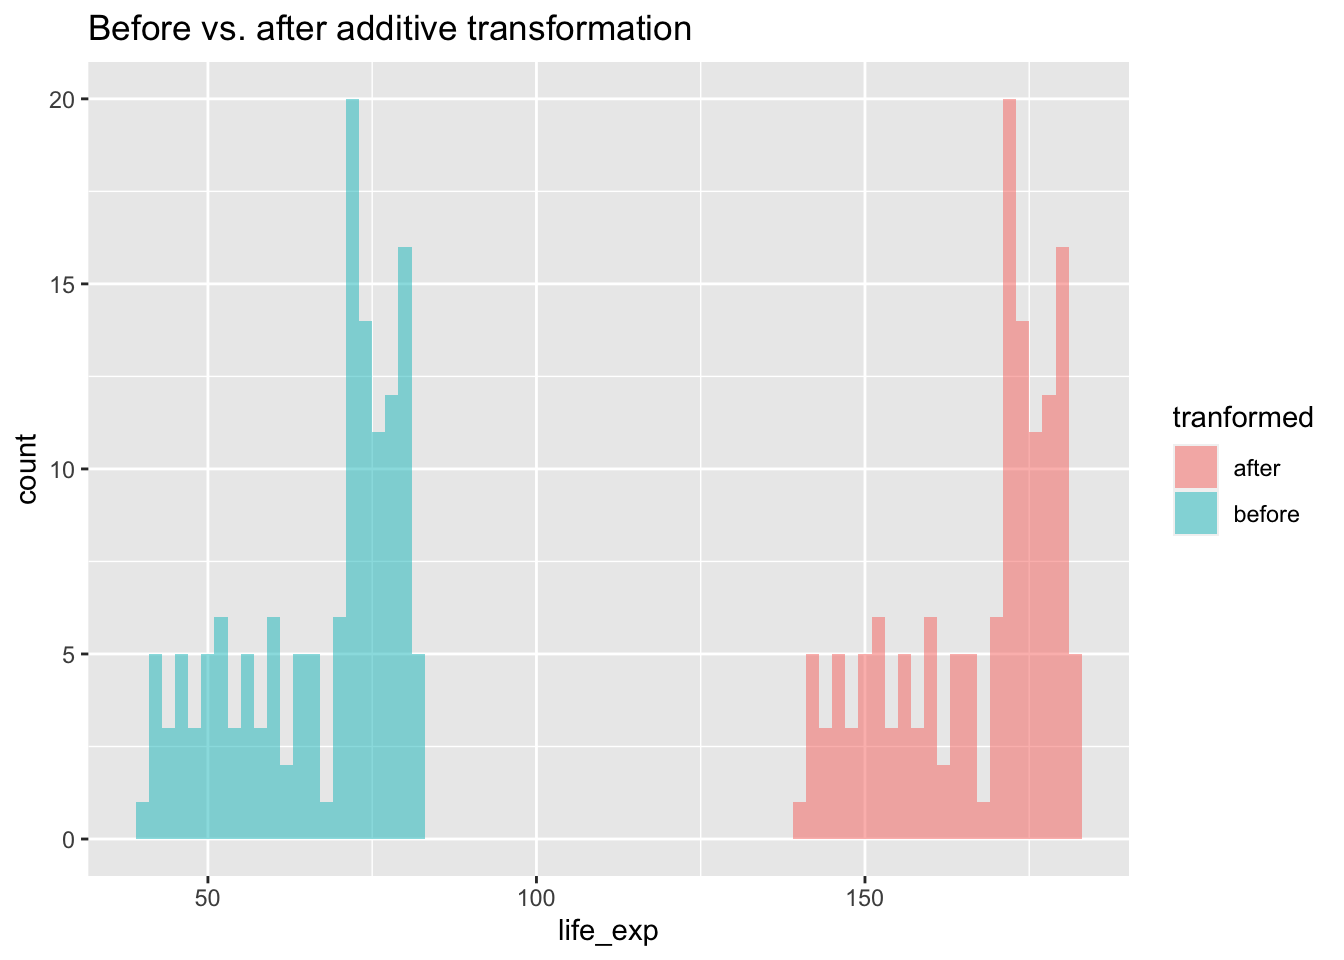 Before vs. after additive transformation
20
15
10
5
0
count
50
100
150
life_exp
tranformed
after
before